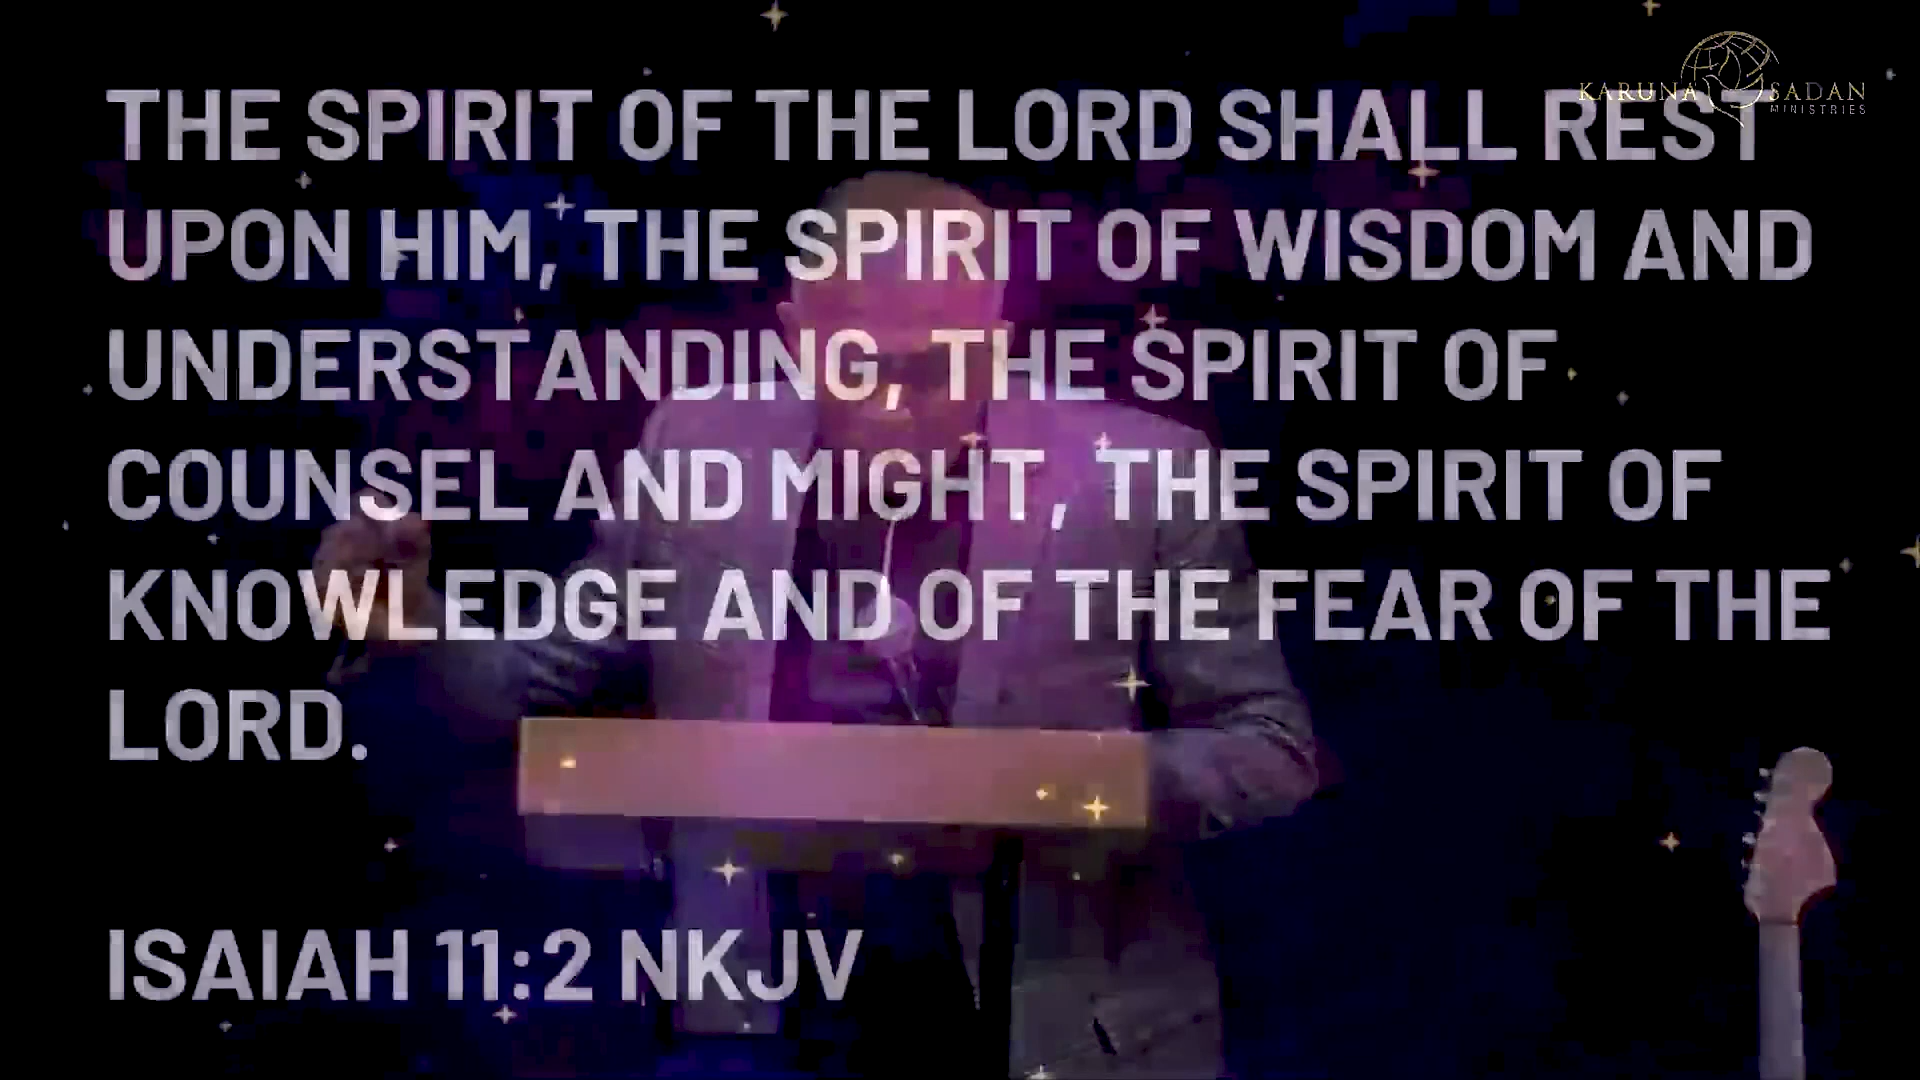 KARUNA SADAN
MINISTRIES
THE SPIRIT OF THE LORD SHALL REST
UPON HIM, THE SPIRIT OF WISDOM AND
UNDERSTANDING, THE SPIRIT OF
COUNSEL AND MIGHT, THE SPIRIT OF
KNOWLEDGE AND OF THE FEAR OF THE
LORD.
ISAIAH 11:2 NKJV